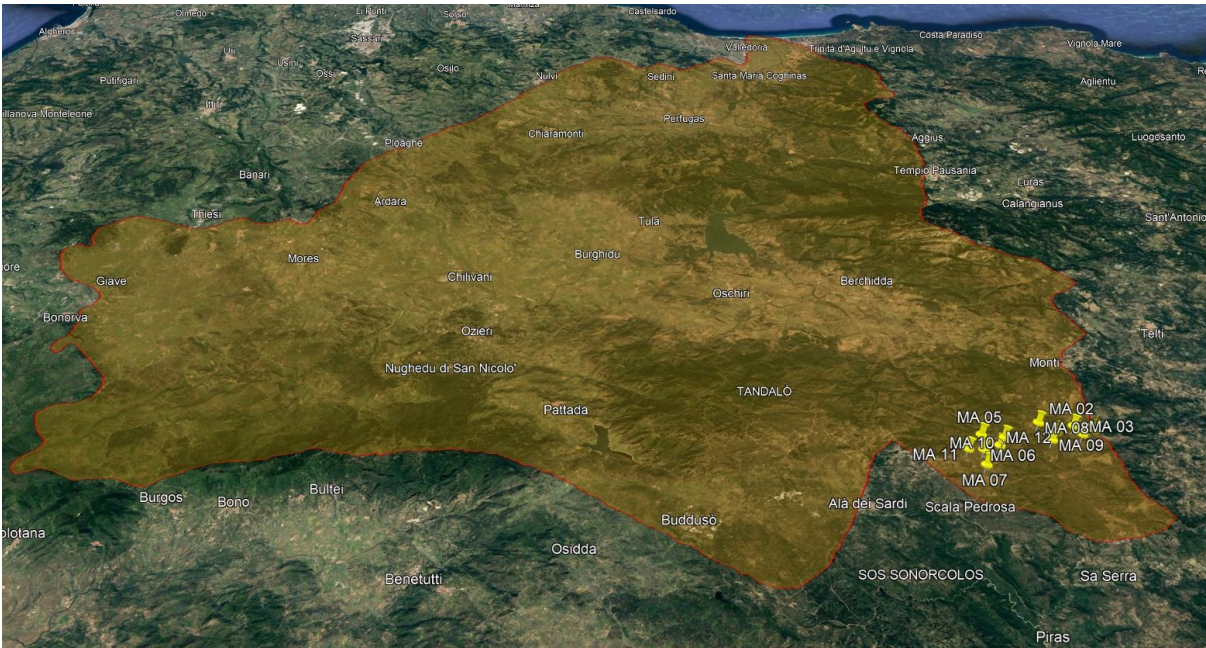 Olmedo
Li Punti
Sorso
Castelsardo
Alghero
Sassari
Valledoria
Trinità d'Agultu e Vignola
Costa Paradiso
Vignola Mare
Putifigari
Usini
Ossi
Osilo
Nulvi
Sedini
Santa Maria Coghinas
Aglientu
Ittiri
illanova Monteleone
Perfugas
Chiaramonti
Ploaghe
Aggius
Luogosanto
Banari
Tempio Pausania
Luras
Calangianus
Ardara
Thiesi
Tula
Sant'Antonio
Mores
Burghidu
ore
Giave
Chilivani
Oschiri
Berchidda
Bonorva
Ozieri
Telti
Nughedu di San Nicolo'
Monti
TANDALÒ
Pattada
MA 05
MA 02
MA 08
MA 03
MA 10
MA 12
MA 09
MA 11
MA 06
MA 07
Burgos
Bono
Bultei
Alà dei Sardi
Scala Pedrosa
Buddusò
olotana
Osidda
Benetutti
SOS SONORCOLOS
Sa Serra
Piras